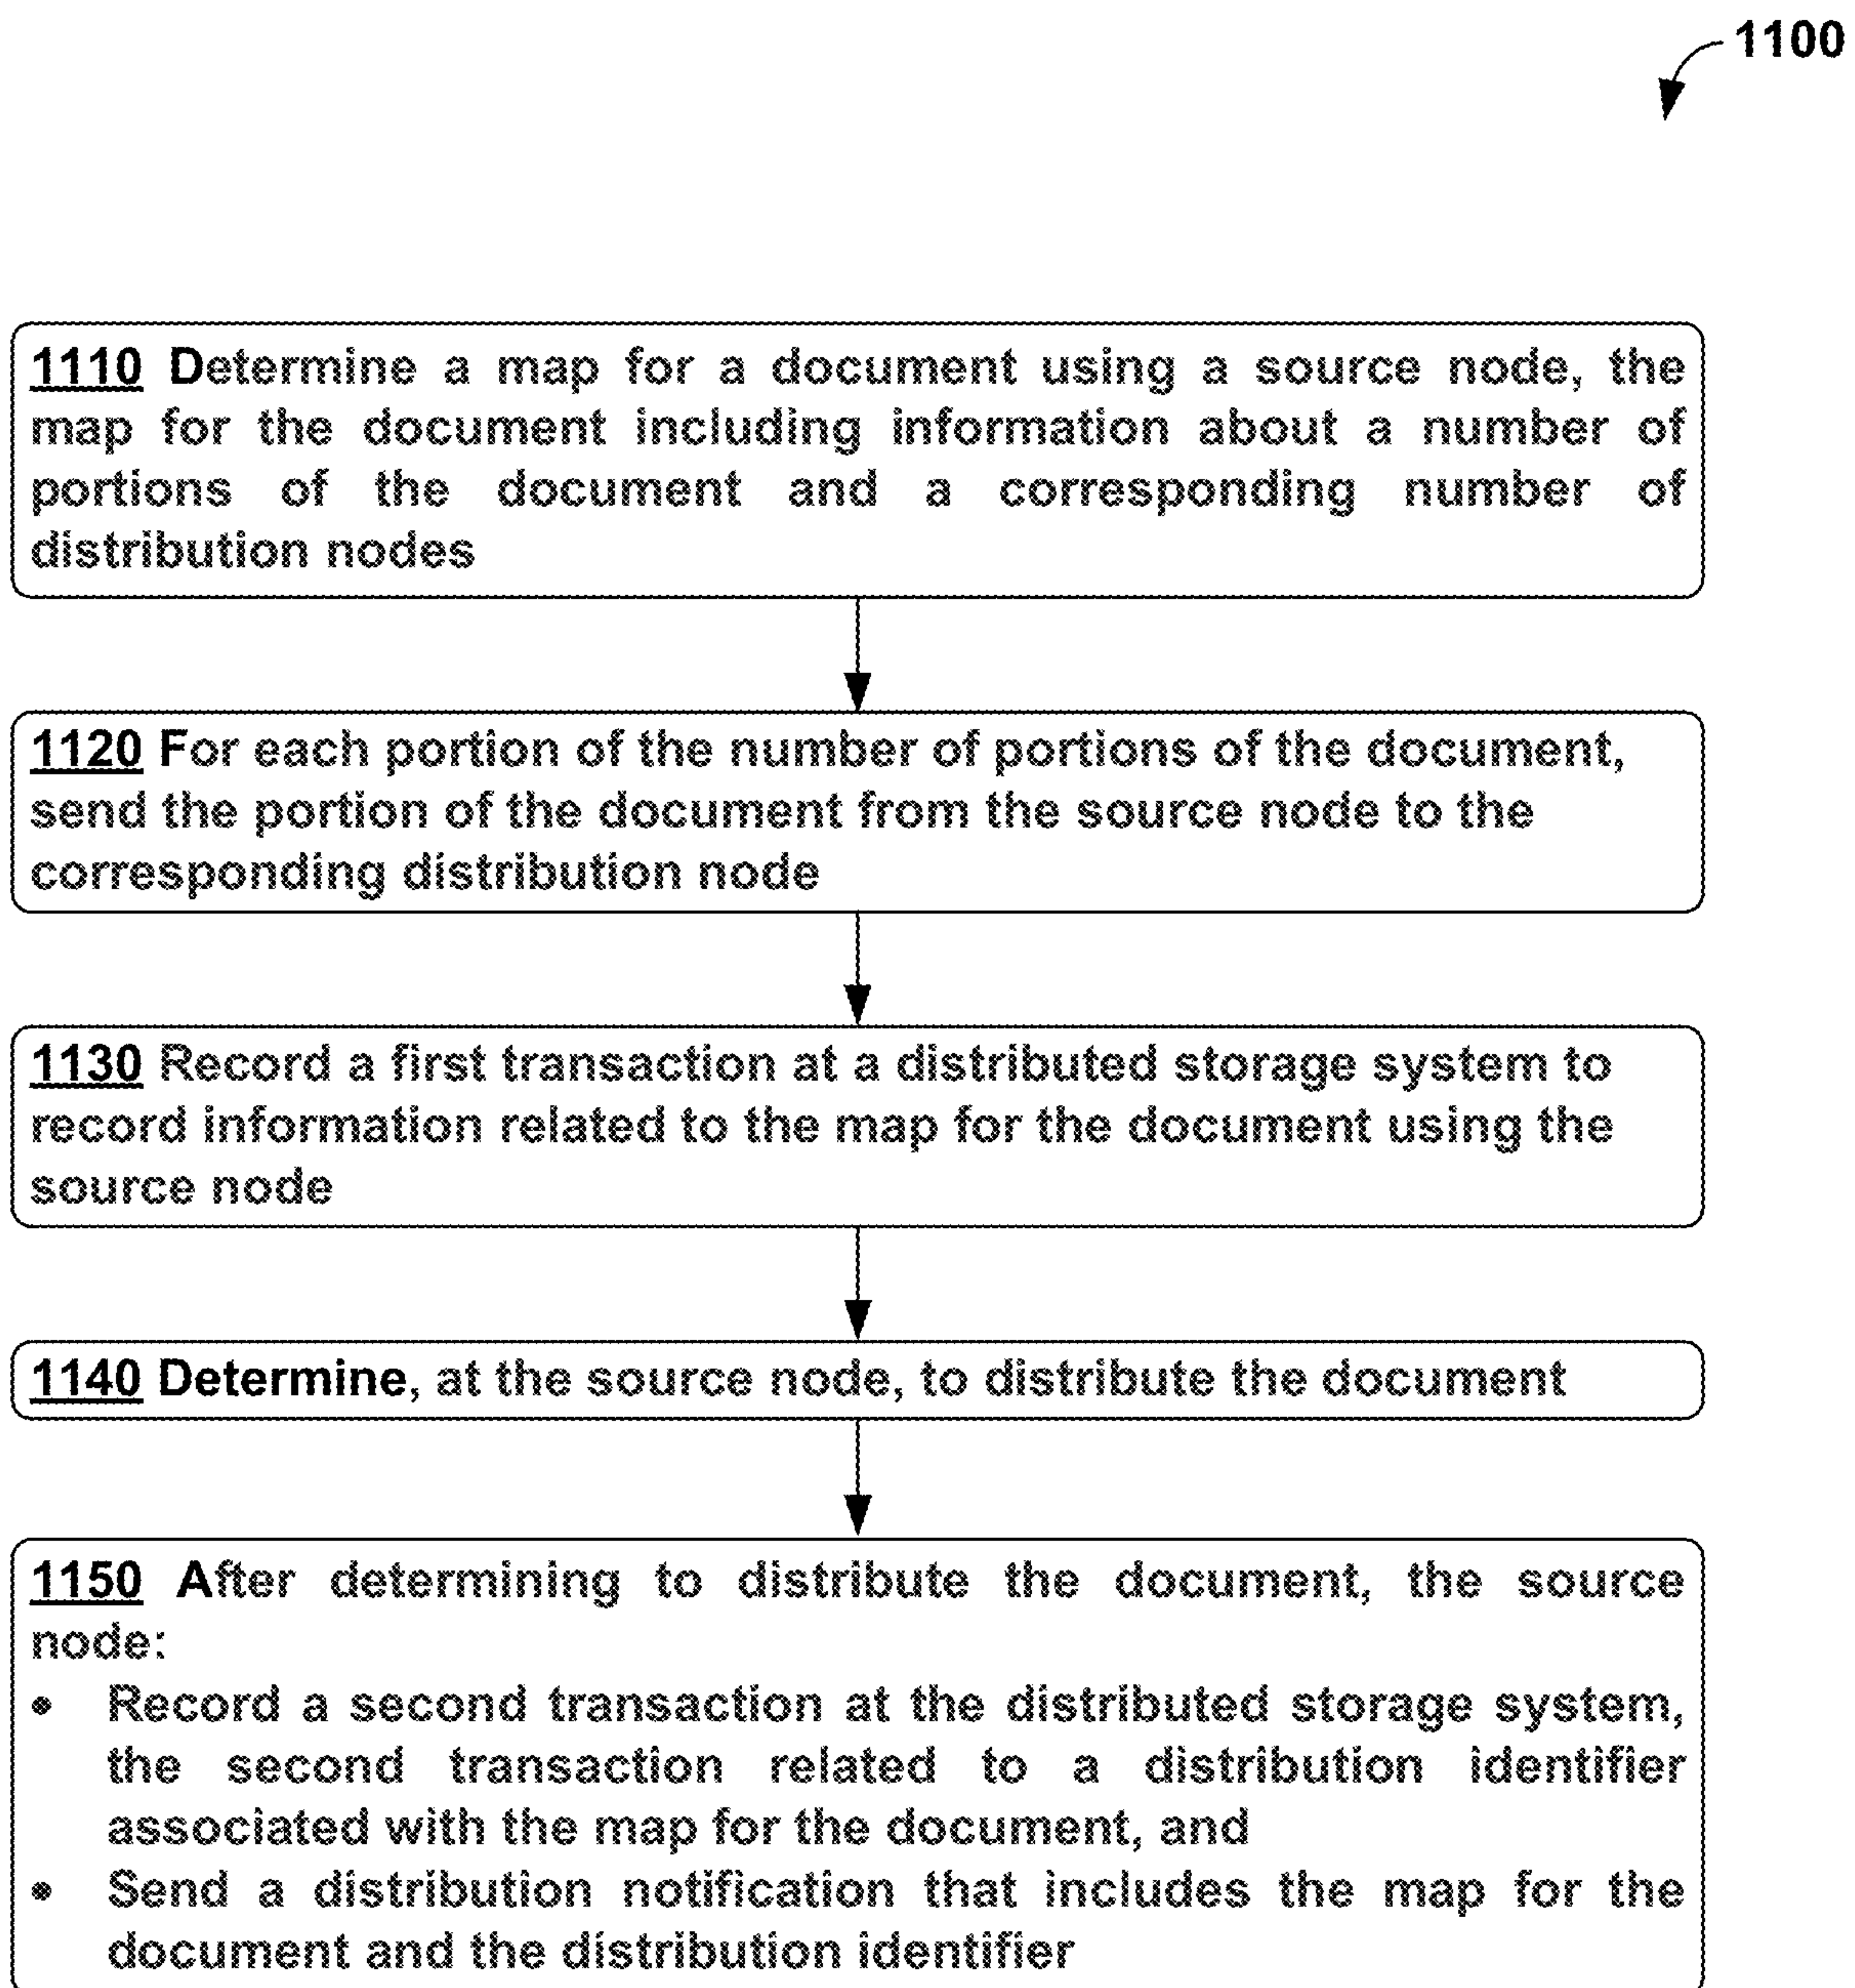 1100
1110 Determine a map for a document using a source node, the
map for the document including information about a number of
portions of the document and a corresponding number of
distribution nodes
1120 For each portion of the number of portions of the document,
send the portion of the document from the source node to the
corresponding distribution node
1130 Record a first transaction at a distributed storage system to
record information related to the map for the document using the
source node
1140 Determine, at the source node, to distribute the document
1150 After determining to distribute the document, the source
node:
• Record a second transaction at the distributed storage system,
the second transaction related to a distribution identifier
associated with the map for the document, and
• Send a distribution notification that includes the map for the
document and the distribution identifier